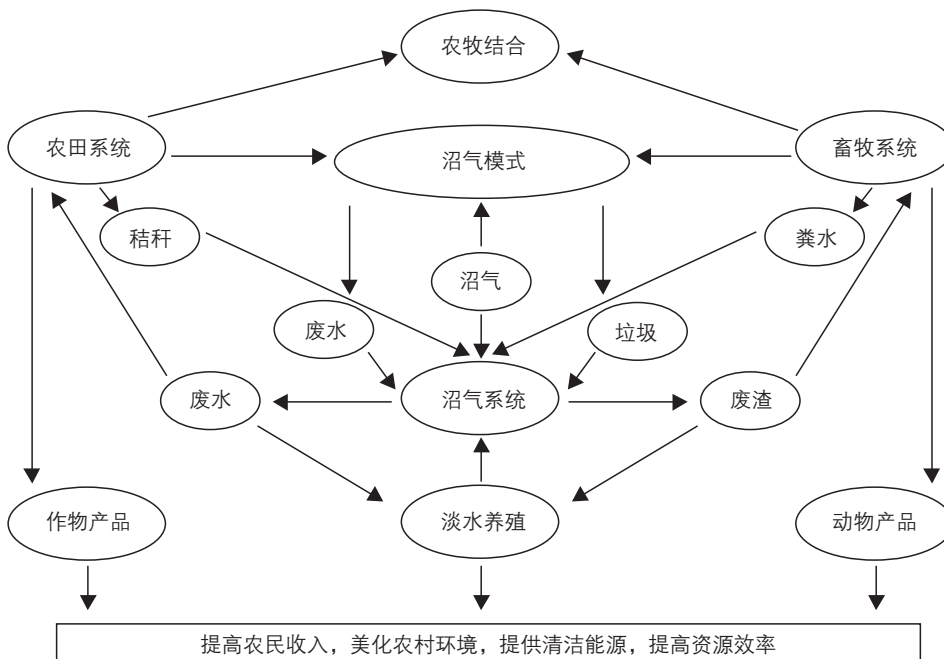 农牧结合
农田系统
沼气模式
畜牧系统
秸秆
粪水
沼气
废水
垃圾
废水
沼气系统
废渣
作物产品
淡水养殖
动物产品
提高农民收入，美化农村环境，提供清洁能源，提高资源效率